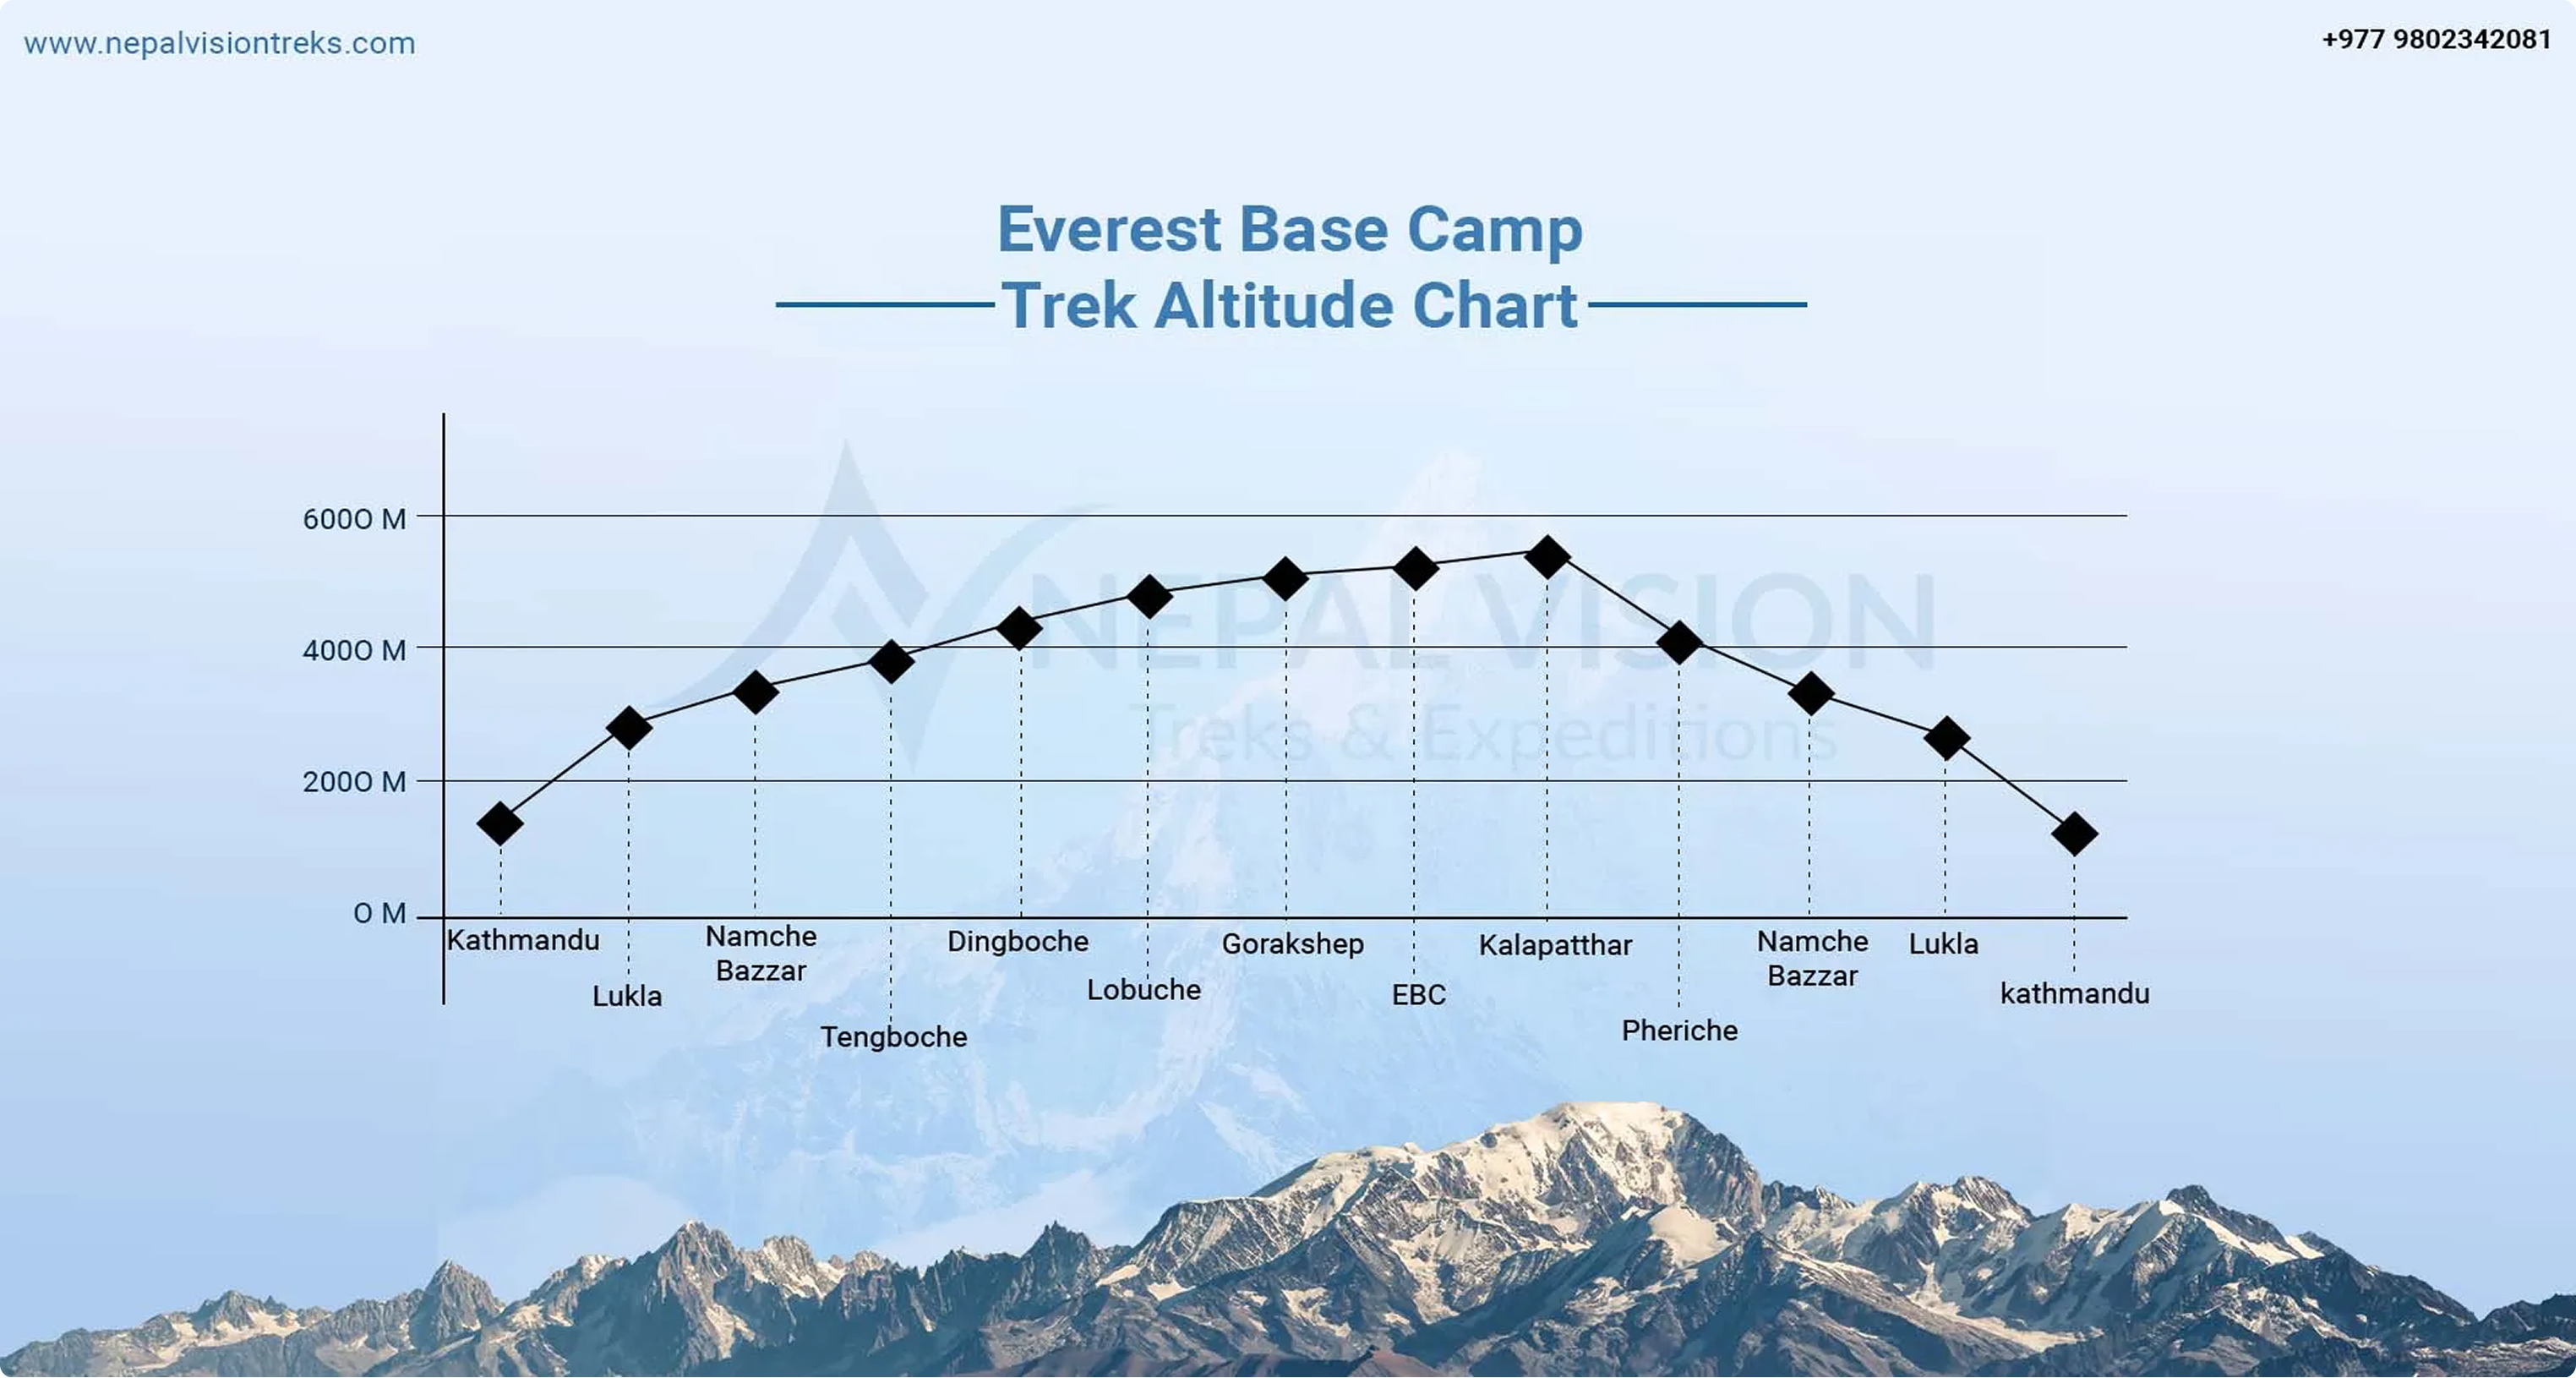 www.nepalvisiontreks.com
+977 9802342081
Everest Base Camp
Trek Altitude Chart
6000 M
4000 M
2000 M
0 M
NEPAL VISION
Treks & Expeditions
Kathmandu
Lukla
Namche
Bazzar
Tengboche
Dingboche
Lobuche
Gorakshep
EBC
Kalapatthar
Pheriche
Namche
Bazzar
Lukla
kathmandu